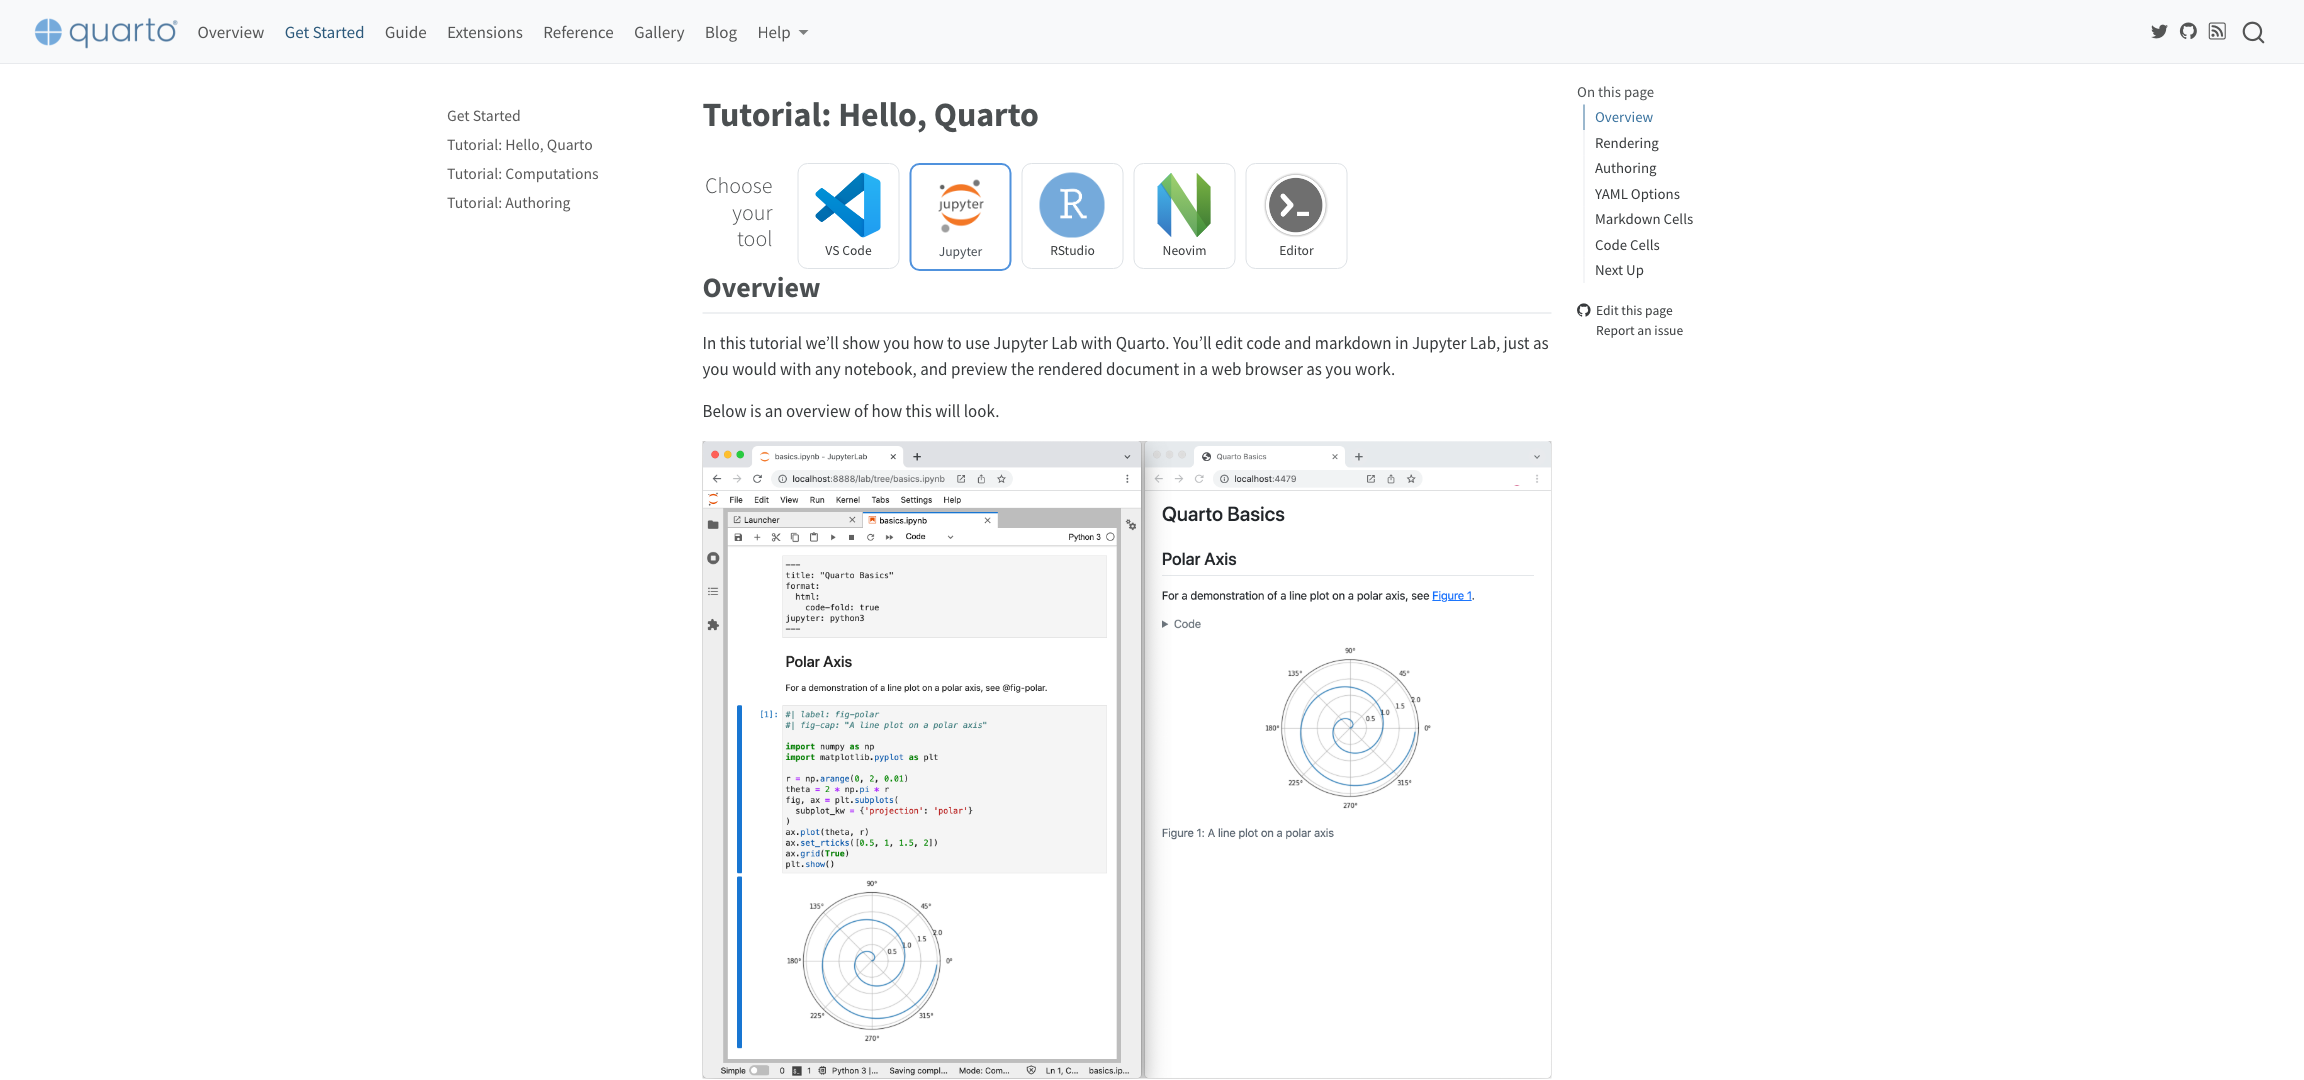 quarto
Overview Get Started Guide Extensions Reference Gallery Blog Help
Get Started
Tutorial: Hello, Quarto
Tutorial: Computations
Tutorial: Authoring
Tutorial: Hello, Quarto
Choose
your
tool
VS Code
jupyter
Jupyter
R
RStudio
Neovim
Editor
Overview
In this tutorial we’ll show you how to use Jupyter Lab with Quarto. You’ll edit code and markdown in Jupyter Lab, just as
you would with any notebook, and preview the rendered document in a web browser as you work.
Below is an overview of how this will look.
basics.ipynb - JupyterLab
localhost:8888/lab/tree/basics.ipynb
File Edit View Run Kernel Tabs Settings Help
Launcher
basics.ipynb
Code
Python 3
---
title: "Quarto Basics"
format:
  html:
    code-fold: true
jupyter: python3
---
Polar Axis
For a demonstration of a line plot on a polar axis, see @fig-polar.
[1]: #| label: fig-polar
#| fig-cap: "A line plot on a polar axis"
import numpy as np
import matplotlib.pyplot as plt
r = np.arange(0, 2, 0.01)
theta = 2 * np.pi * r
fig, ax = plt.subplots(
  subplot_kw = {'projection': 'polar'}
)
ax.plot(theta, r)
ax.set_rticks([0.5, 1, 1.5, 2])
ax.grid(True)
plt.show()
90°
135° 45°
2.0
1.5
1.0
0.5
180° 0°
225° 315°
270°
Simple 0 1 Python 3 |... Saving compl... Mode: Com... Ln 1, C... basics.ip...
Quarto Basics
localhost:4479
Quarto Basics
Polar Axis
For a demonstration of a line plot on a polar axis, see Figure 1.
Code
90°
135° 45°
2.0
1.5
1.0
0.5
180° 0°
225° 315°
270°
Figure 1: A line plot on a polar axis
On this page
Overview
Rendering
Authoring
YAML Options
Markdown Cells
Code Cells
Next Up
Edit this page
Report an issue